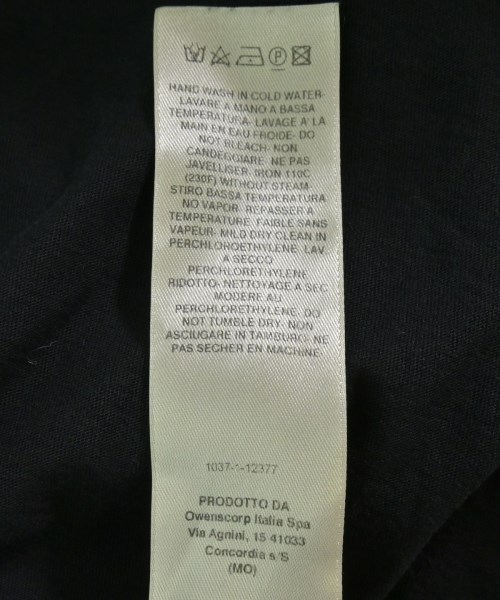 HAND WASH IN COLD WATER-
LAVARE A MANO A BASSA
TEMPERATURA- LAVAGE A' LA
MAIN EN EAU FROIDE- DO
NOT BLEACH- NON
CANDEGGIARE- NE PAS
JAVELLISER- IRON 110C
(230F) WITHOUT STEAM-
STIRO BASSA TEMPERATURA
NO VAPOR- REPASSER A
TEMPERATURE FAIBLE SANS
VAPEUR- MILD DRY CLEAN IN
PERCHLOROETHYLENE LAV.
A SECCO
PERCHLORETHYLENE
RIDOTTO- NETTOYAGE A SEC
MODERE AU
PERCHLORETHYLENE. DO
NOT TUMBLE DRY- NON
ASCIUGARE IN TAMBURO- NE
PAS SECHER EN MACHINE.
1037-1-12377
PRODOTTO DA
Owenscorp Italia Spa
Via Agnini, 15 41033
Concordia s/S
(MO)